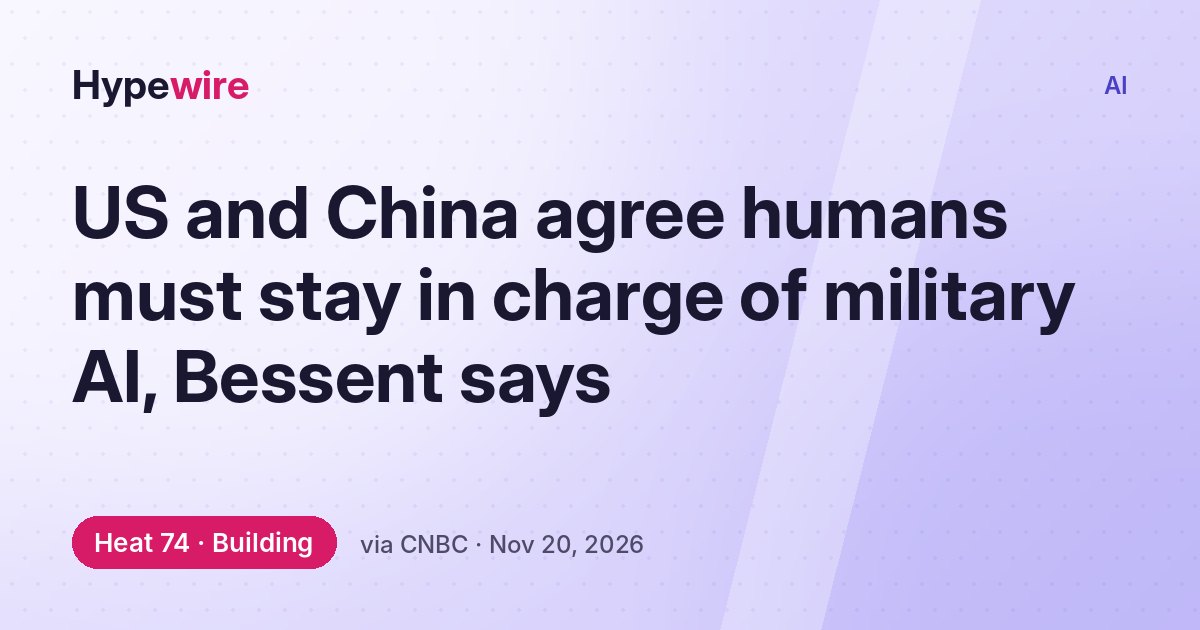 Hypewire
AI
US and China agree humans
must stay in charge of military
AI, Bessent says
Heat 74 · Building
via CNBC · Nov 20, 2026